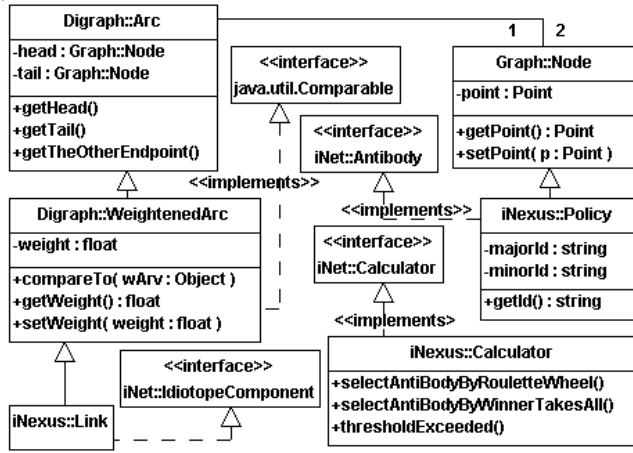 Digraph::Arc
-head : Graph::Node
-tail : Graph::Node
+getHead()
+getTail()
+getTheOtherEndpoint()
1 2
<<interface>>
java.util.Comparable
Graph::Node
-point : Point
+getPoint() : Point
+setPoint( p : Point )
<<interface>>
iNet::Antibody
<<implements>>
Digraph::WeightenedArc
-weight : float
+compareTo( wArv : Object )
+getWeight() : float
+setWeight( weight : float )
<<implements>>
iNexus::Policy
-majorId : string
-minorId : string
+getId() : string
<<interface>>
iNet::Calculator
<<implements>
<<interface>>
iNet::IdiotopeComponent
iNexus::Calculator
+selectAntiBodyByRouletteWheel()
+selectAntiBodyByWinnerTakesAll()
+thresholdExceeded()
iNexus::Link